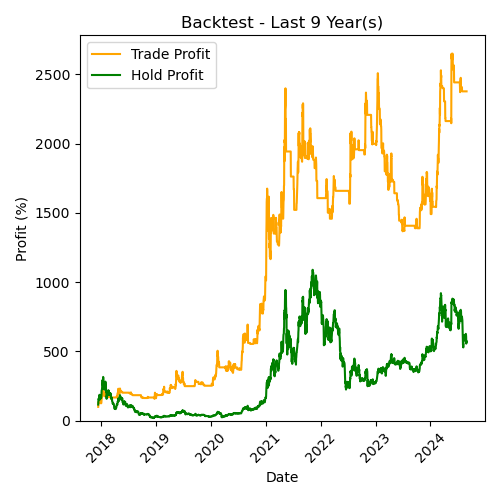 Backtest - Last 9 Year(s)
Trade Profit
Hold Profit
Profit (%)
2500
2000
1500
1000
500
0
2018
2019
2020
2021
2022
2023
2024
Date